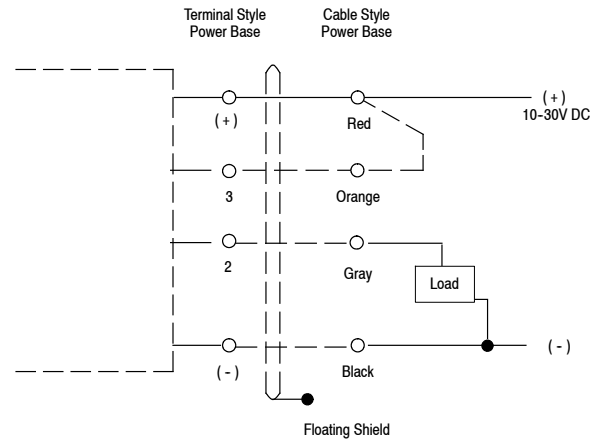 Terminal Style
Power Base
Cable Style
Power Base
( + )
Red
( + )
10-30V DC
3
Orange
2
Gray
Load
( - )
Black
( - )
Floating Shield